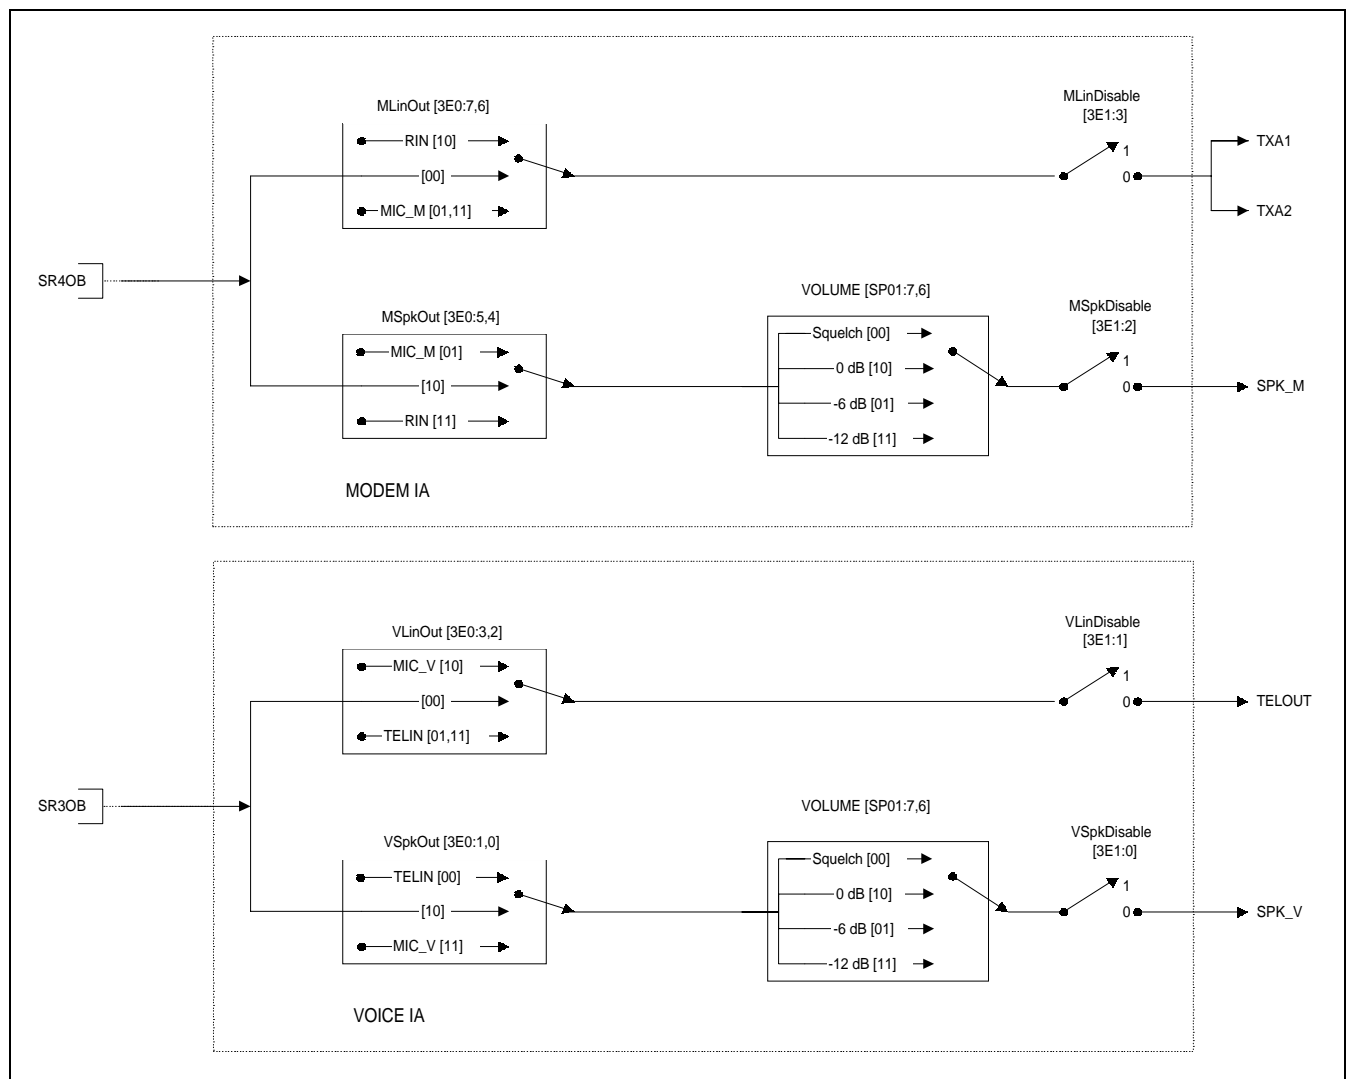 MLinOut [3E0:7,6]
MLinDisable
[3E1:3]
RIN [10]
[00]
MIC_M [01,11]
1
0
TXA1
TXA2
SR4OB
MSpkOut [3E0:5,4]
MIC_M [01]
[10]
RIN [11]
VOLUME [SP01:7,6]
Squelch [00]
0 dB [10]
-6 dB [01]
-12 dB [11]
MSpkDisable
[3E1:2]
1
0
SPK_M
MODEM IA
VLinOut [3E0:3,2]
VLinDisable
[3E1:1]
MIC_V [10]
[00]
TELIN [01,11]
1
0
TELOUT
SR3OB
VSpkOut [3E0:1,0]
TELIN [00]
[10]
MIC_V [11]
VOLUME [SP01:7,6]
Squelch [00]
0 dB [10]
-6 dB [01]
-12 dB [11]
VSpkDisable
[3E1:0]
1
0
SPK_V
VOICE IA